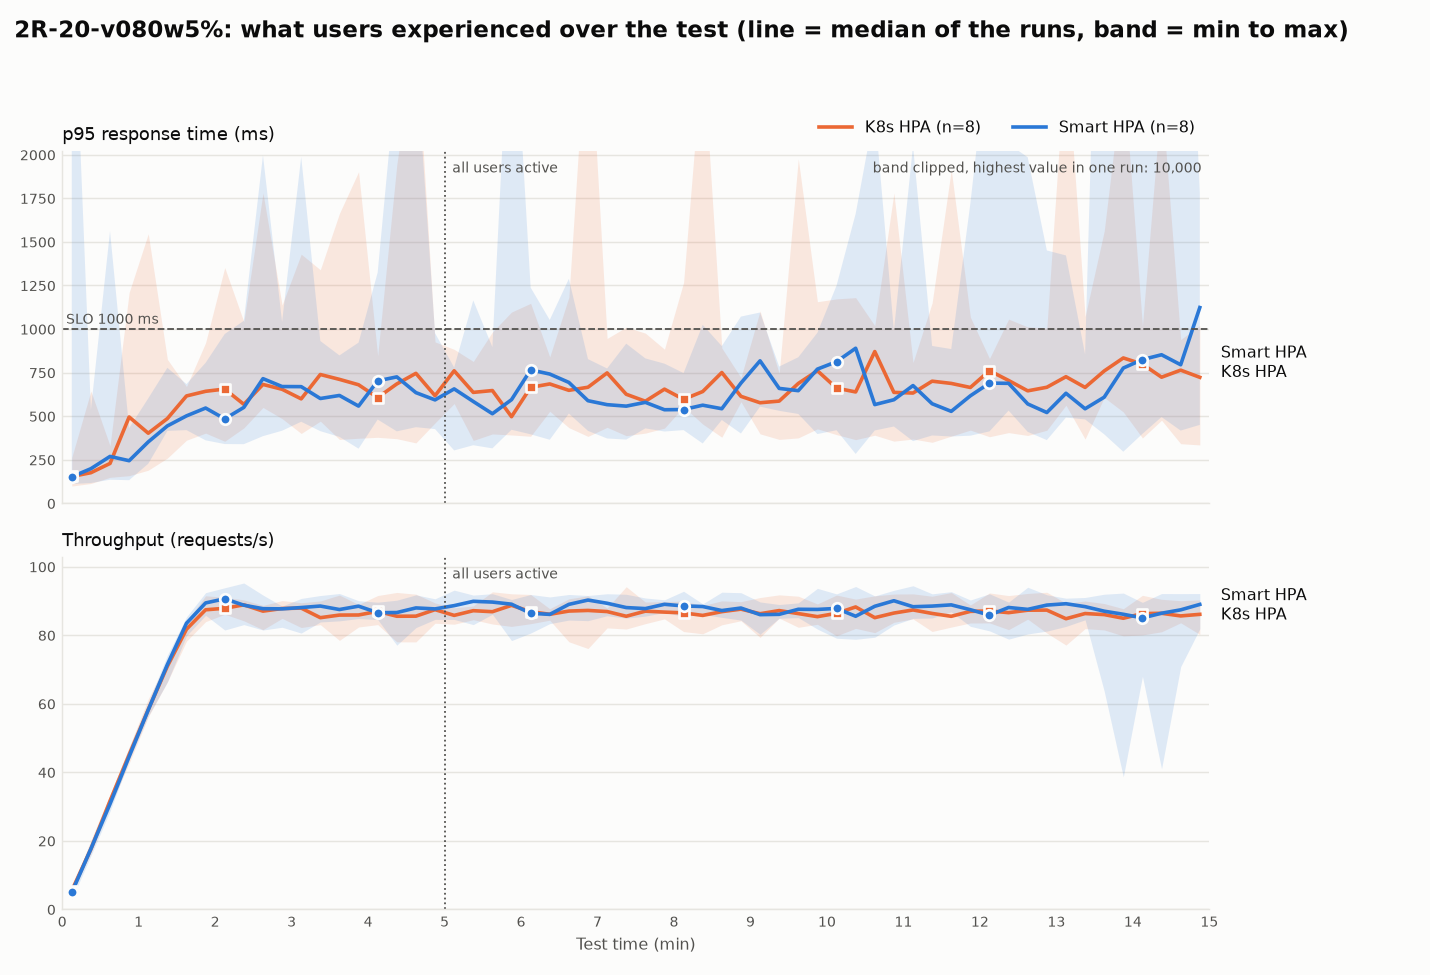 2R-20-v080w5%: what users experienced over the test (line = median of the runs, band = min to max)
p95 response time (ms)
K8s HPA (n=8)
Smart HPA (n=8)
2000
all users active
band clipped, highest value in one run: 10,000
1750
1500
1250
SLO 1000 ms
1000
Smart HPA
K8s HPA
750
500
250
0
Throughput (requests/s)
100
all users active
Smart HPA
K8s HPA
80
60
40
20
0
0 1 2 3 4 5 6 7 8 9 10 11 12 13 14 15
Test time (min)